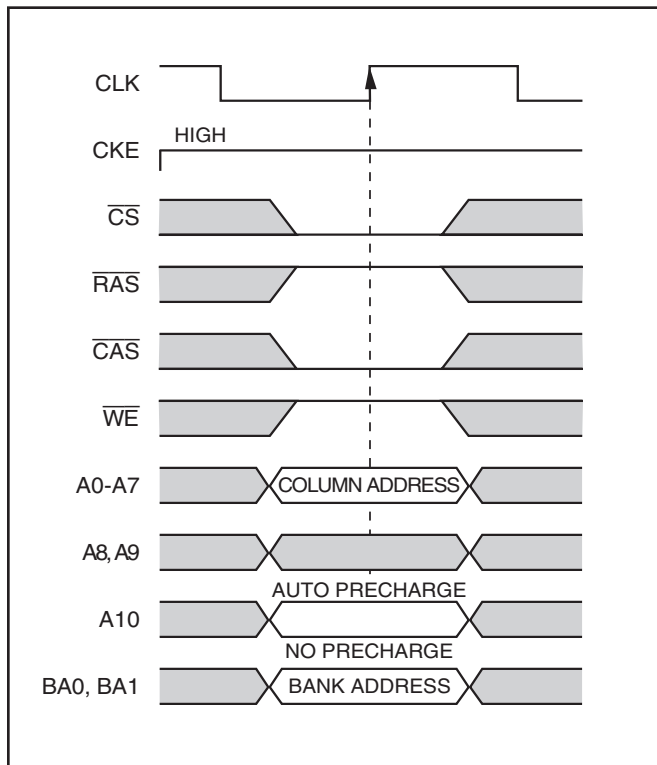 CLK
HIGH
CKE
CS
RAS
CAS
WE
A0-A7 COLUMN ADDRESS
A8, A9
AUTO PRECHARGE
A10
NO PRECHARGE
BA0, BA1 BANK ADDRESS